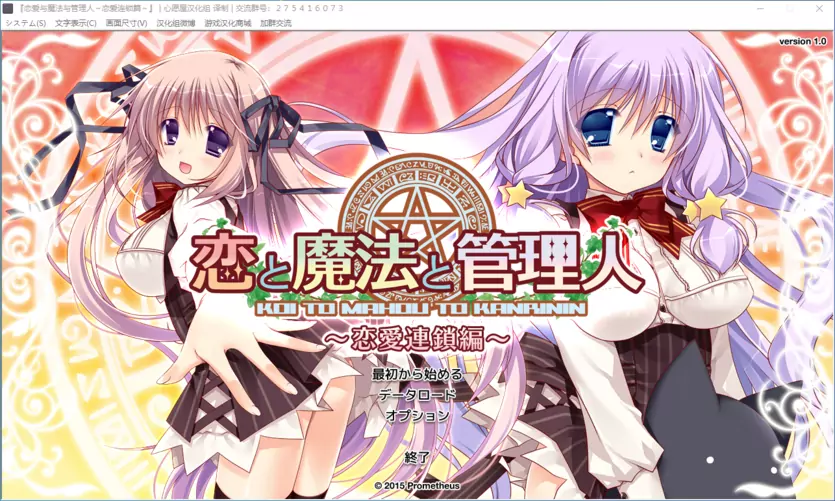 『恋爱与魔法与管理人～恋爱连锁篇～』 | 心愿屋汉化组 译制 | 交流群号：２７５４１６０７３
システム(S) 文字表示(C) 画面尺寸(V) 汉化组微博 游戏汉化商城 加群交流
version 1.0
恋と魔法と管理人
KOI TO MAHOU TO KANRININ
～恋愛連鎖編～
最初から始める
データロード
オプション
終了
© 2015 Prometheus